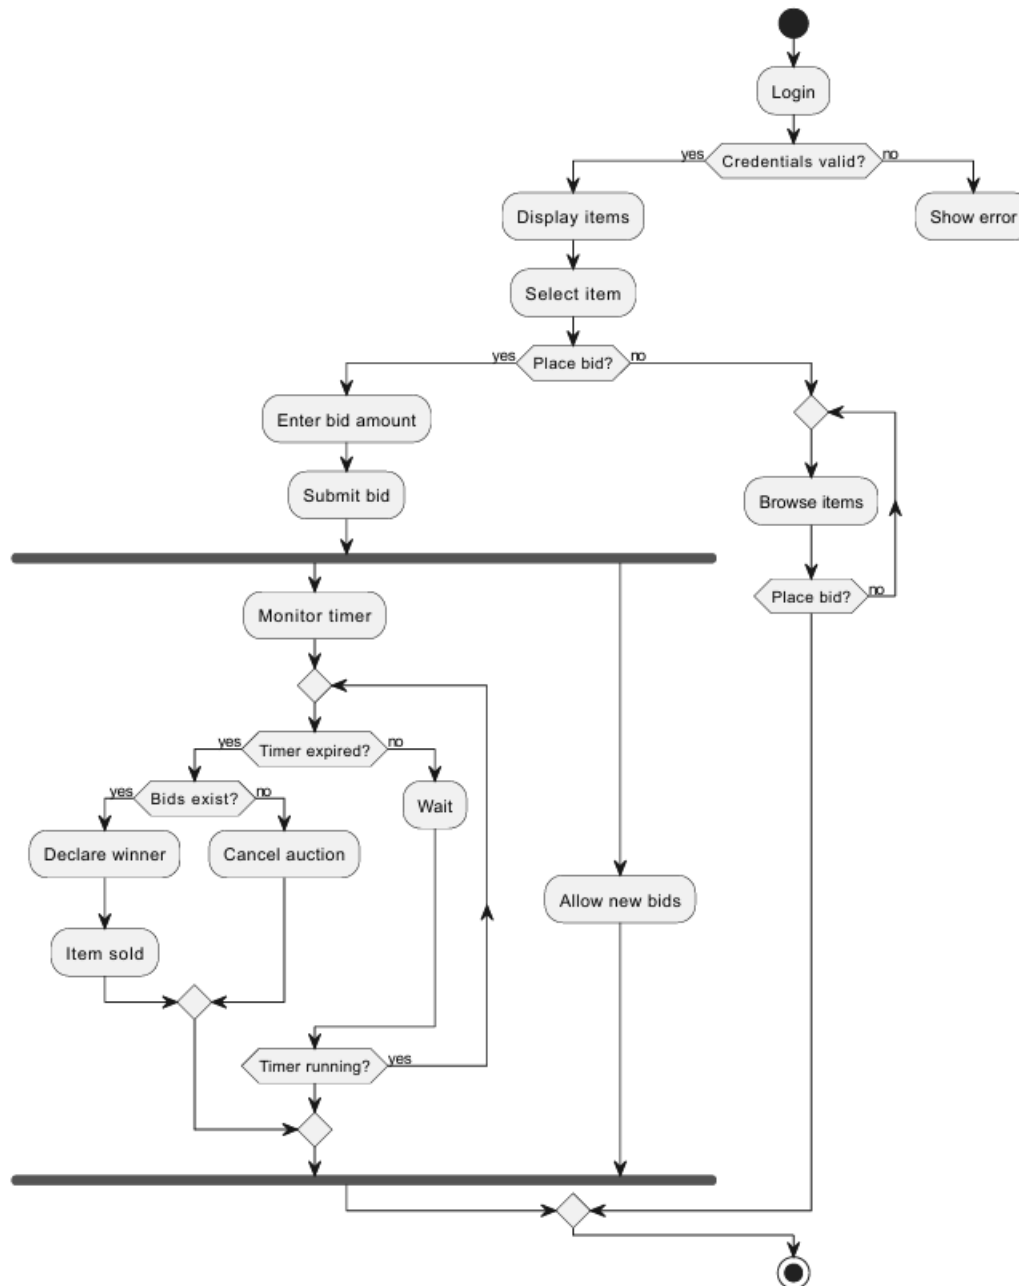 Login
yes
Credentials valid?
no
Display items
Show error
Select item
yes
Place bid?
no
Enter bid amount
Submit bid
Browse items
Place bid?
no
Monitor timer
yes
Timer expired?
no
yes
Bids exist?
no
Wait
Declare winner
Cancel auction
Allow new bids
Item sold
Timer running?
yes